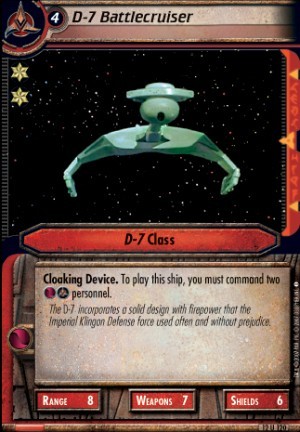 4
D-7 Battlecruiser
D-7 Class
Cloaking Device. To play this ship, you must command two
personnel.
The D-7 incorporates a solid design with firepower that the
Imperial Klingon Defense force used often and without prejudice.
RANGE 8
WEAPONS 7
SHIELDS 6
12 U 120